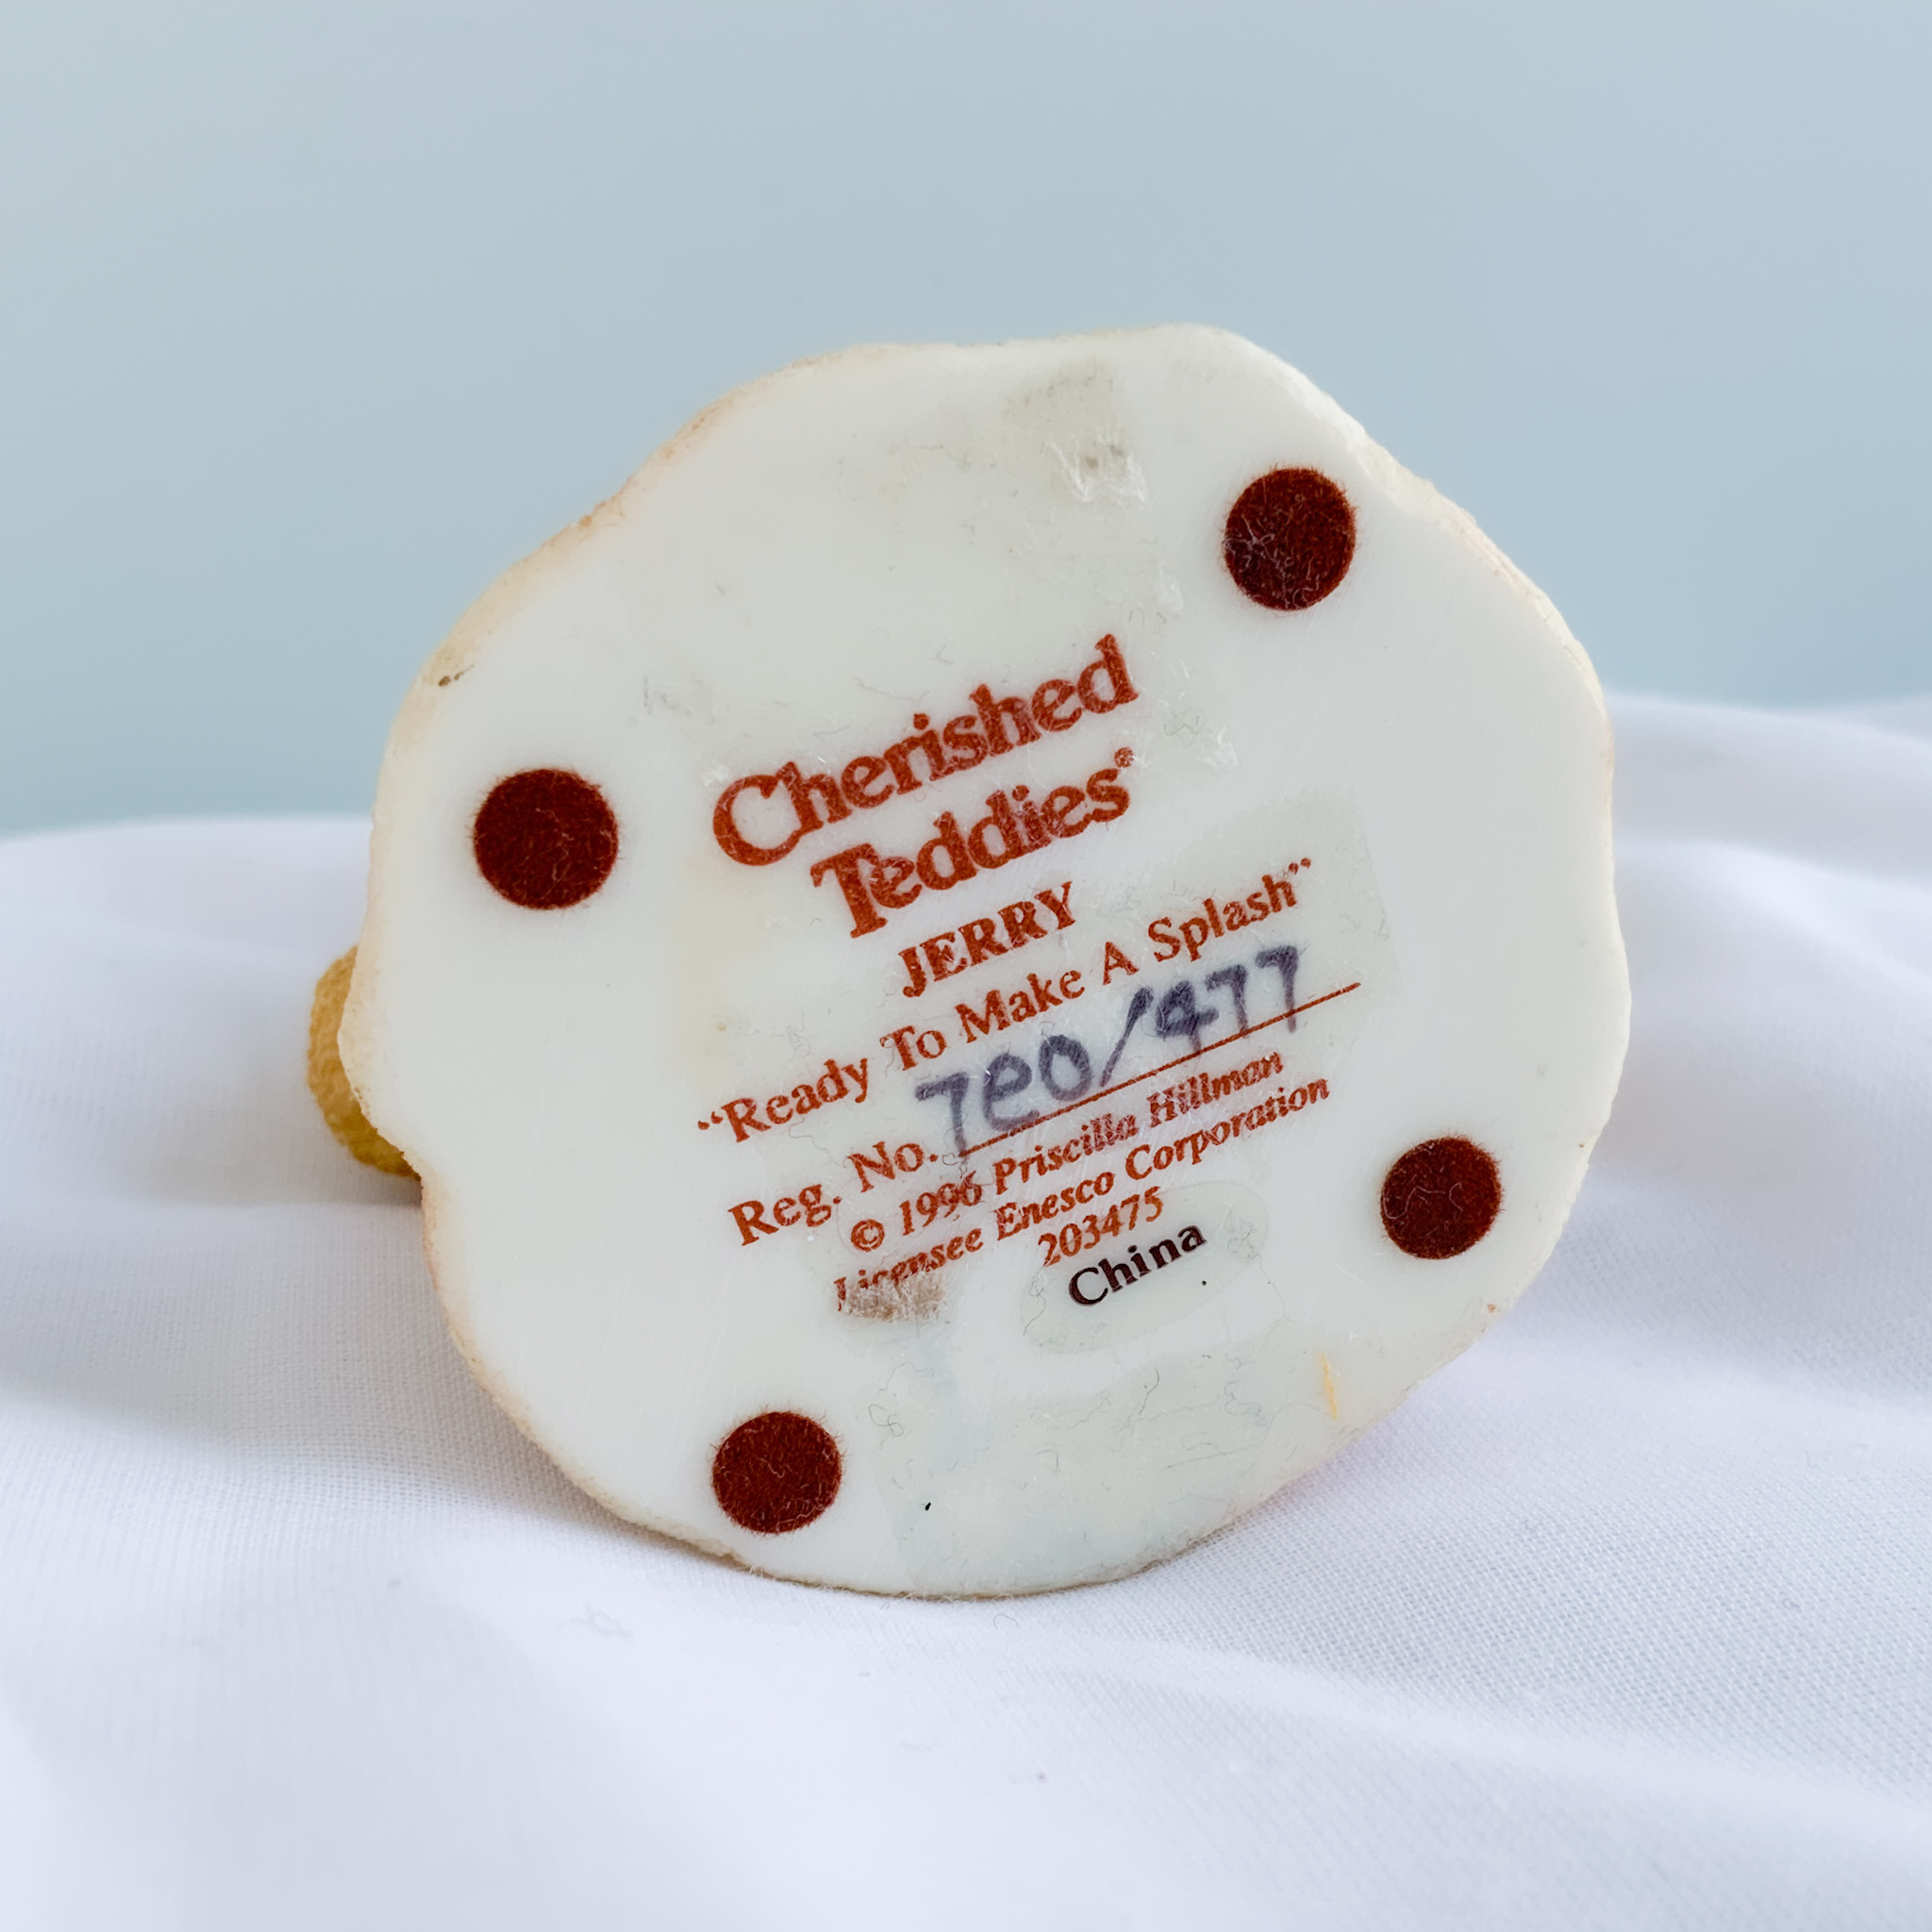 Cherished
Teddies®
JERRY
“Ready To Make A Splash”
Reg. No. 7e0/477
© 1996 Priscilla Hillman
Licensee Enesco Corporation
203475
China